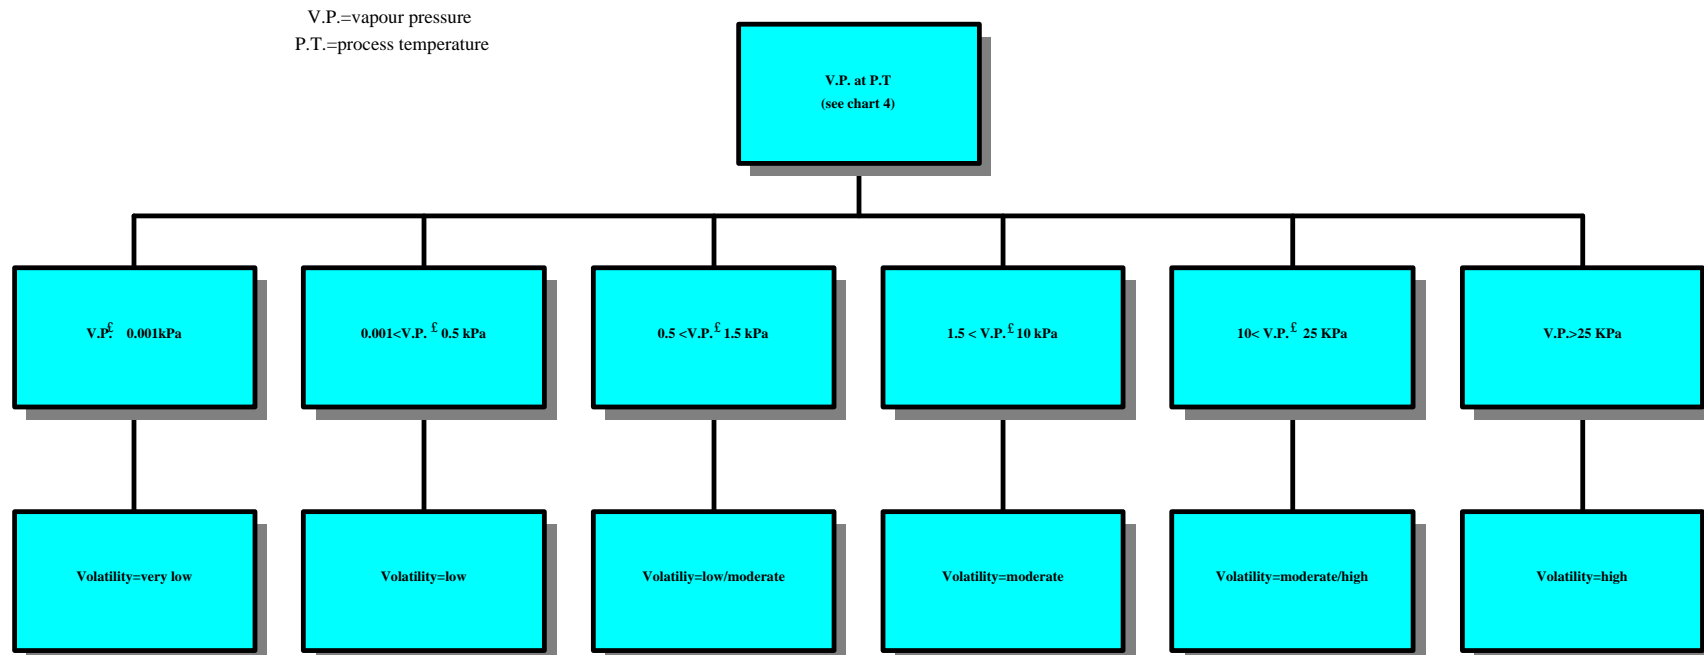 V.P.=vapour pressure
P.T.=process temperature
V.P. at P.T
(see chart 4)
V.P. £ 0.001kPa
0.001<V.P. £ 0.5 kPa
0.5 <V.P. £ 1.5 kPa
1.5 < V.P. £ 10 kPa
10< V.P. £ 25 KPa
V.P.>25 KPa
Volatility=very low
Volatility=low
Volatiliy=low/moderate
Volatility=moderate
Volatility=moderate/high
Volatility=high